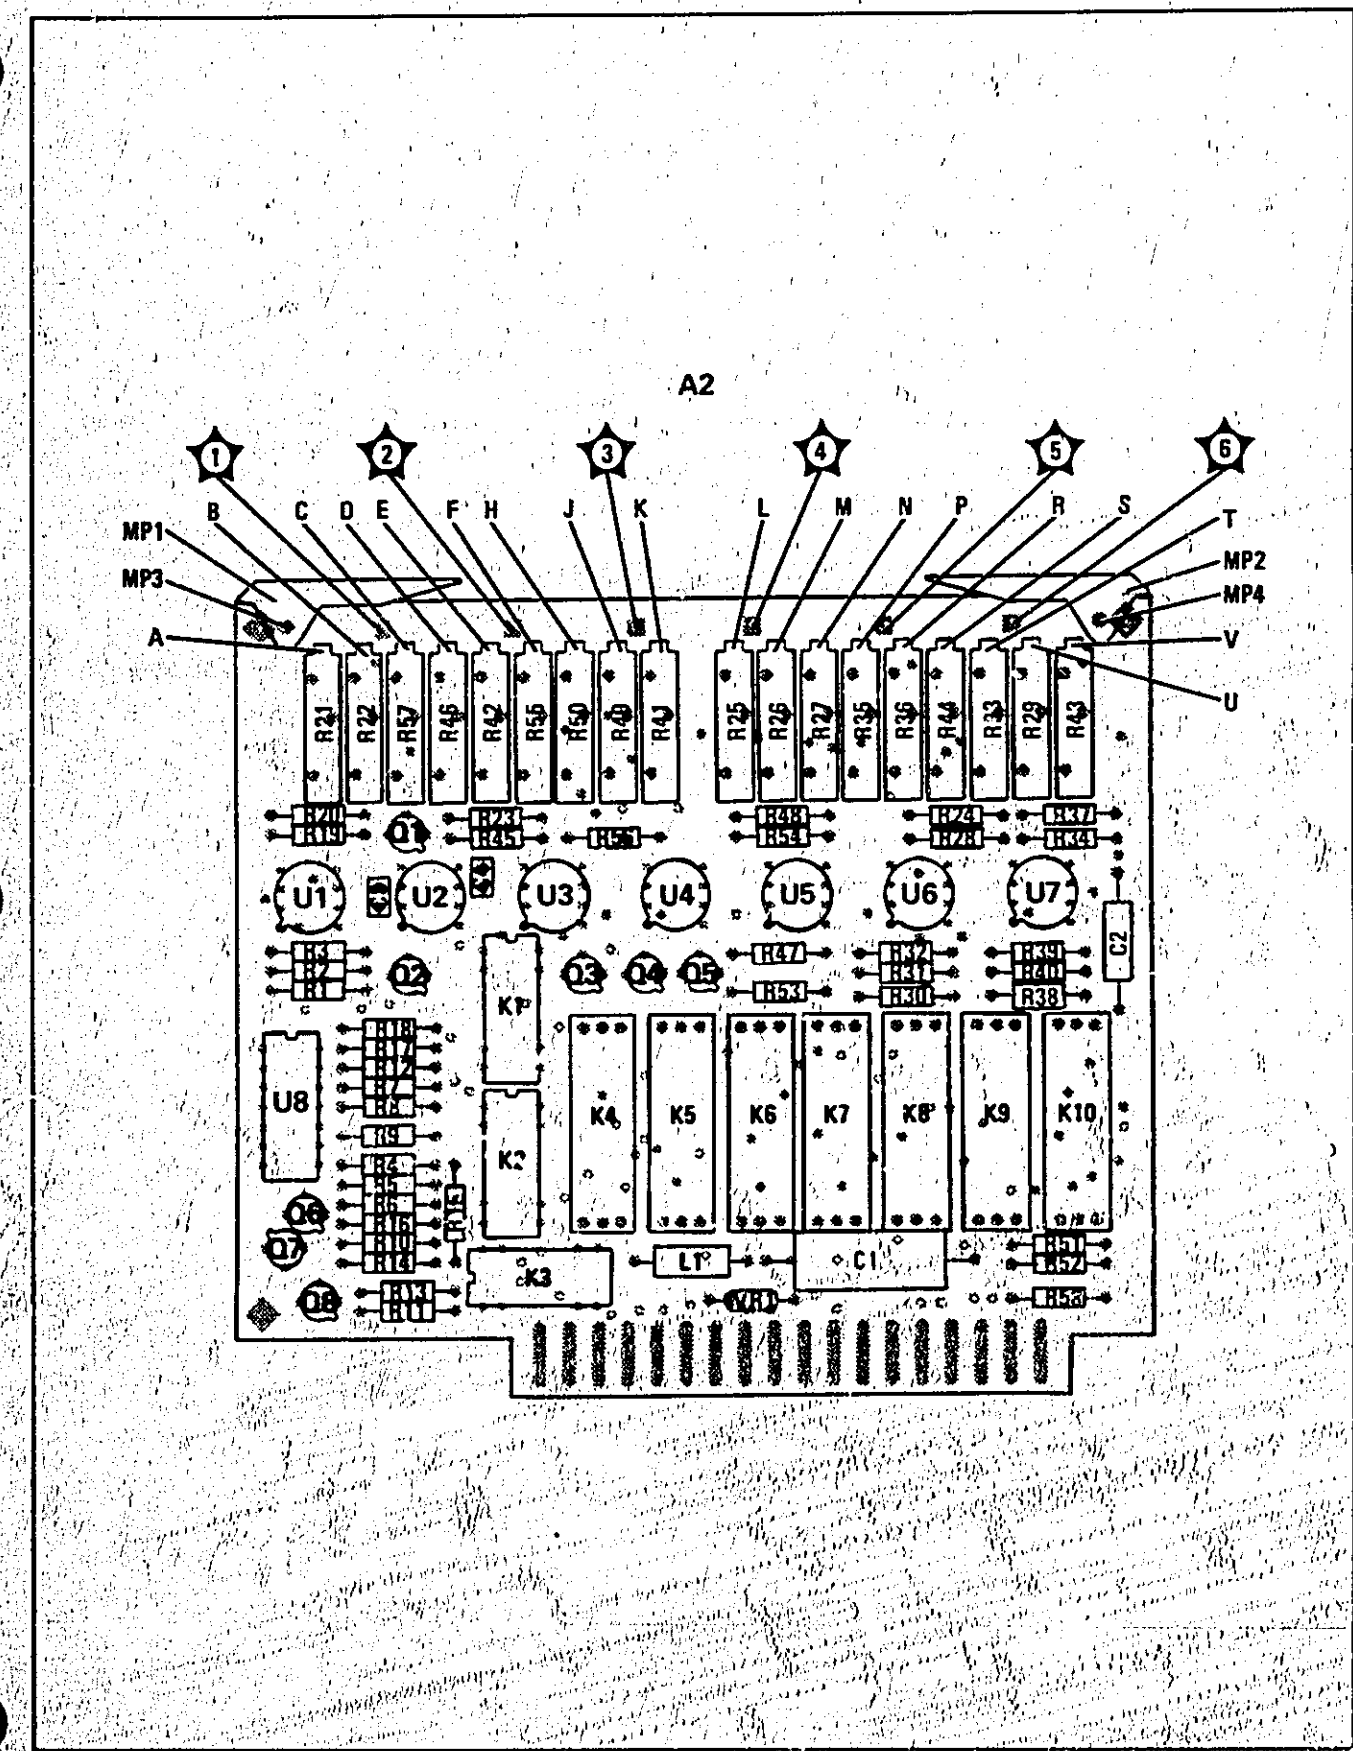 A2
1 2 3 4 5 6
B C D E F H J K L M N P R S T
MP1
MP2
MP3
MP4
A
V
U
R21 R22 R57 R46 R42 R55 R50 R41 R25 R26 R27 R35 R36 R44 R33 R29 R43
R20 R23 R48 R24 R37
R19 Q1 R45 R56 R54 R28 R34
U1 C3 U2 U3 U4 U5 U6 U7
C2
R3 R47 R32 R39
R2 Q2 Q3 Q4 Q5 R31
R1 R53 R30 R38
K1
R18
R17
R12
R7
R8
U8 K4 K5 K6 K7 K8 K9 K10
R9
K2
R4
R5
R6
Q6 R16
Q7 R10 R51
R14 L1 C1 R52
K3
Q8 R13 VR1
R11